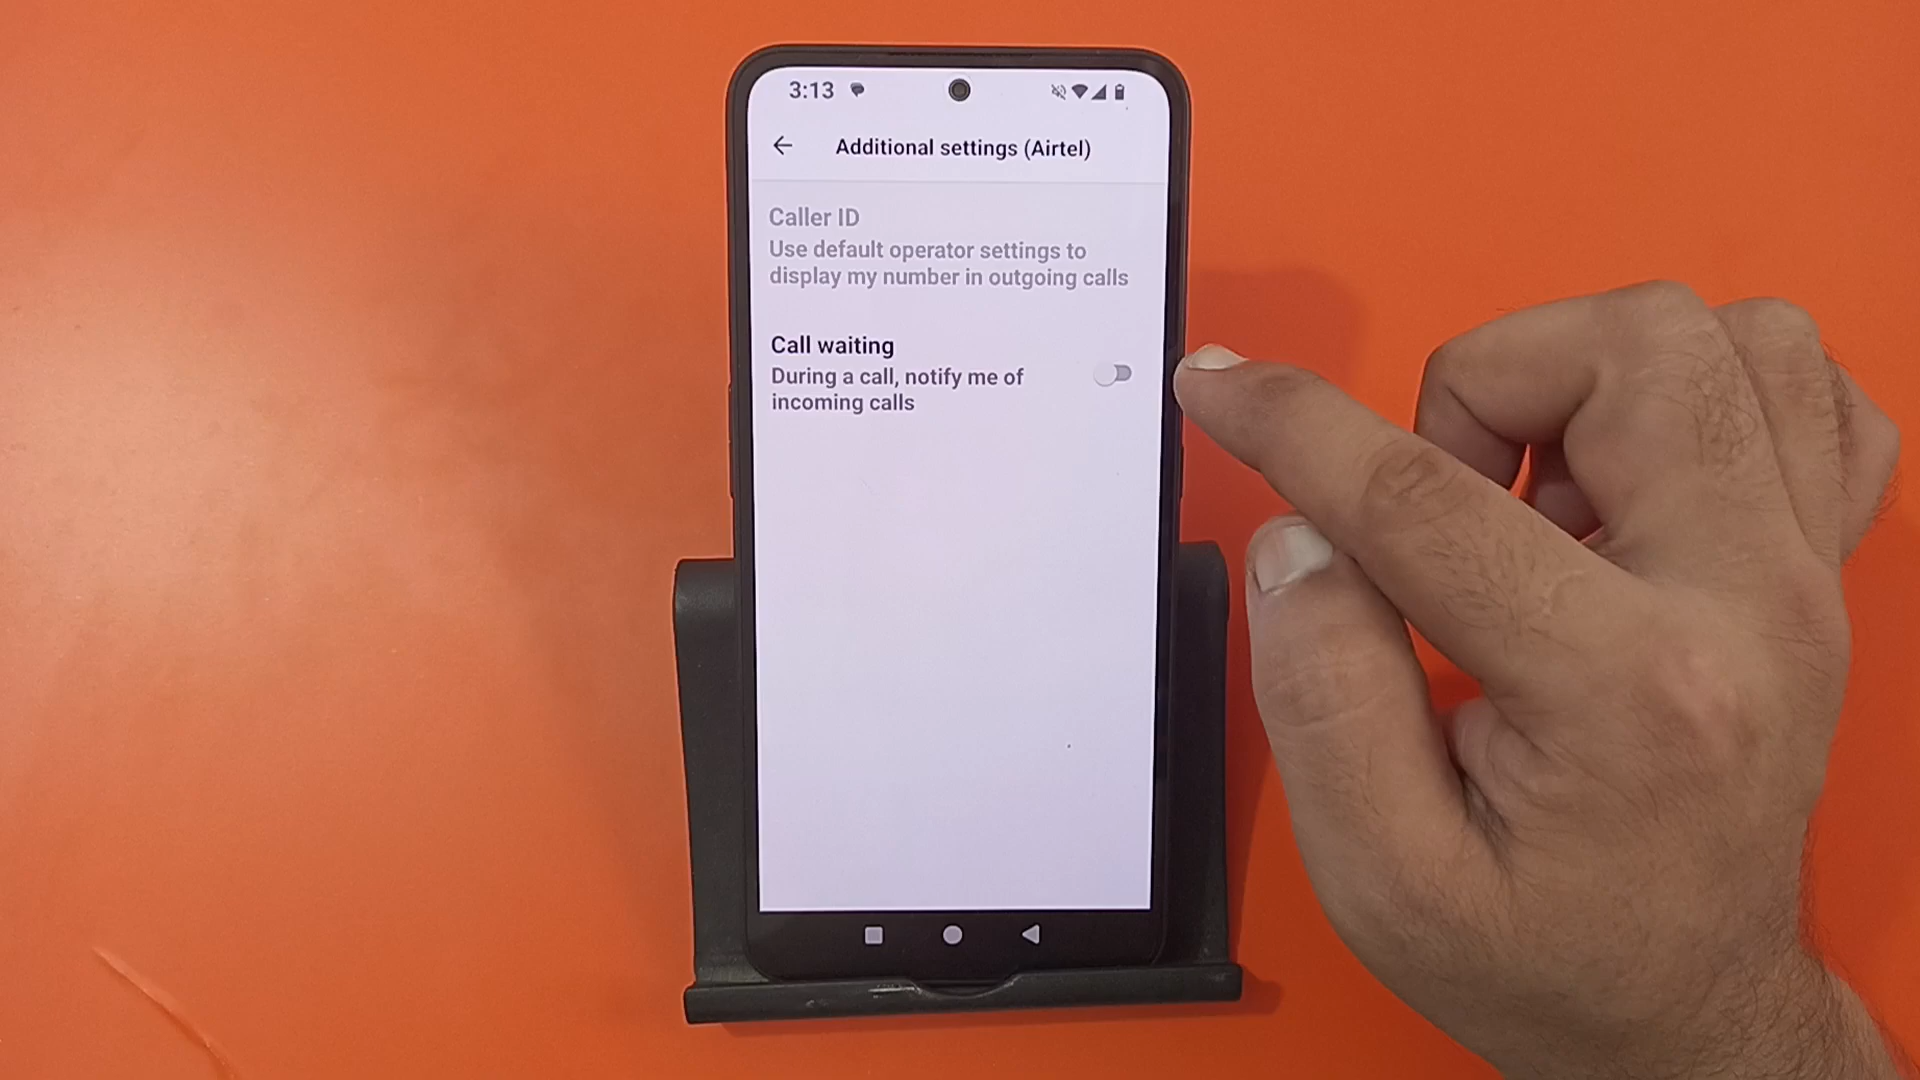 3:13
Additional settings (Airtel)
Caller ID
Use default operator settings to
display my number in outgoing calls
Call waiting
During a call, notify me of
incoming calls